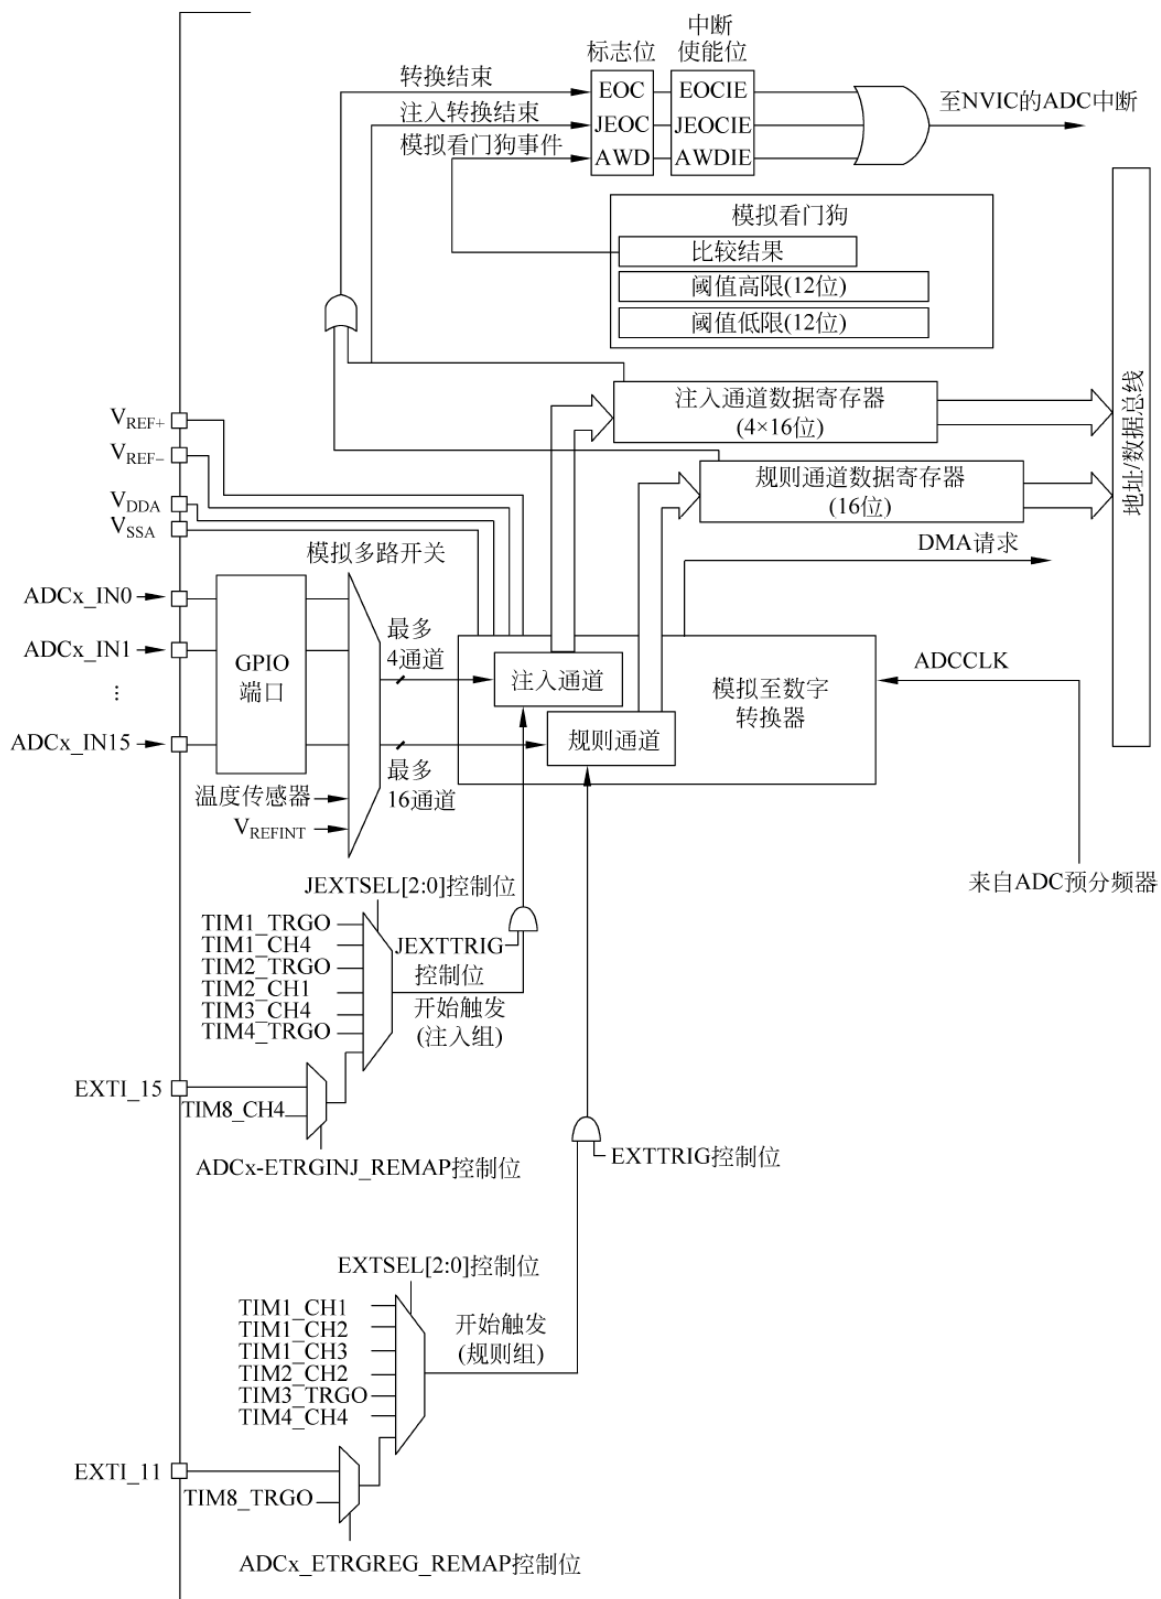 中断
标志位 使能位
转换结束
EOC EOCIE
至NVIC的ADC中断
注入转换结束
JEOC JEOCIE
模拟看门狗事件
AWD AWDIE
模拟看门狗
比较结果
阈值高限(12位)
阈值低限(12位)
地址/数据总线
注入通道数据寄存器
(4×16位)
规则通道数据寄存器
(16位)
DMA请求
VREF+
VREF−
VDDA
VSSA
模拟多路开关
ADCx_IN0
ADCx_IN1
⋮
ADCx_IN15
GPIO
端口
最多
4通道
注入通道
规则通道
模拟至数字
转换器
ADCCLK
最多
16通道
温度传感器
VREFINT
来自ADC预分频器
JEXTSEL[2:0]控制位
TIM1_TRGO
TIM1_CH4
TIM2_TRGO
TIM2_CH1
TIM3_CH4
TIM4_TRGO
JEXTTRIG
控制位
开始触发
(注入组)
EXTI_15
TIM8_CH4
ADCx-ETRGINJ_REMAP控制位
EXTTRIG控制位
EXTSEL[2:0]控制位
TIM1_CH1
TIM1_CH2
TIM1_CH3
TIM2_CH2
TIM3_TRGO
TIM4_CH4
开始触发
(规则组)
EXTI_11
TIM8_TRGO
ADCx_ETRGREG_REMAP控制位